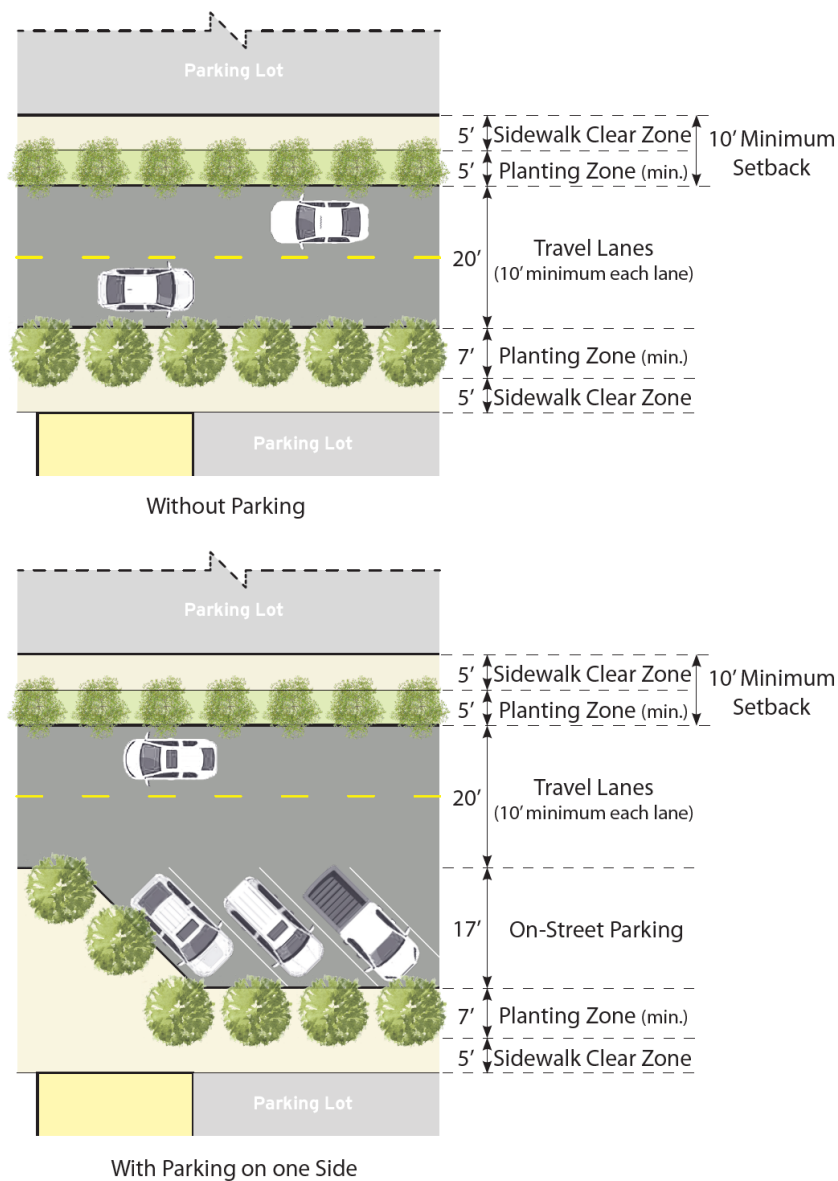 Parking Lot
5’ Sidewalk Clear Zone
10’ Minimum
Setback
5’ Planting Zone (min.)
20’
Travel Lanes
(10’ minimum each lane)
7’ Planting Zone (min.)
5’ Sidewalk Clear Zone
Parking Lot
Without Parking
Parking Lot
5’ Sidewalk Clear Zone
10’ Minimum
Setback
5’ Planting Zone (min.)
20’
Travel Lanes
(10’ minimum each lane)
17’ On-Street Parking
7’ Planting Zone (min.)
5’ Sidewalk Clear Zone
Parking Lot
With Parking on one Side